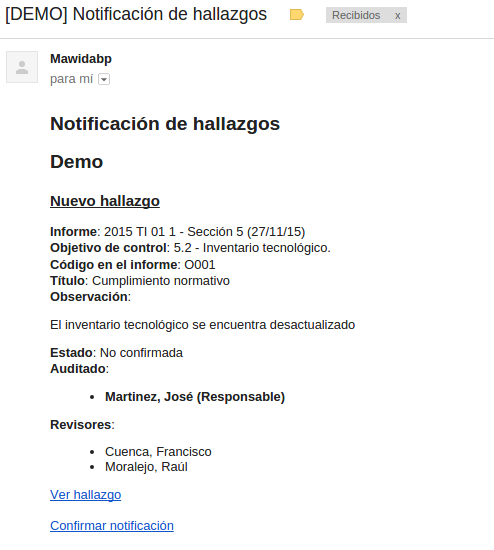 [DEMO] Notificación de hallazgos
Recibidos x
Mawidabp
para mí
Notificación de hallazgos
Demo
Nuevo hallazgo
Informe: 2015 TI 01 1 - Sección 5 (27/11/15)
Objetivo de control: 5.2 - Inventario tecnológico.
Código en el informe: O001
Título: Cumplimiento normativo
Observación:
El inventario tecnológico se encuentra desactualizado
Estado: No confirmada
Auditado:
• Martinez, José (Responsable)
Revisores:
• Cuenca, Francisco
• Moralejo, Raúl
Ver hallazgo
Confirmar notificación